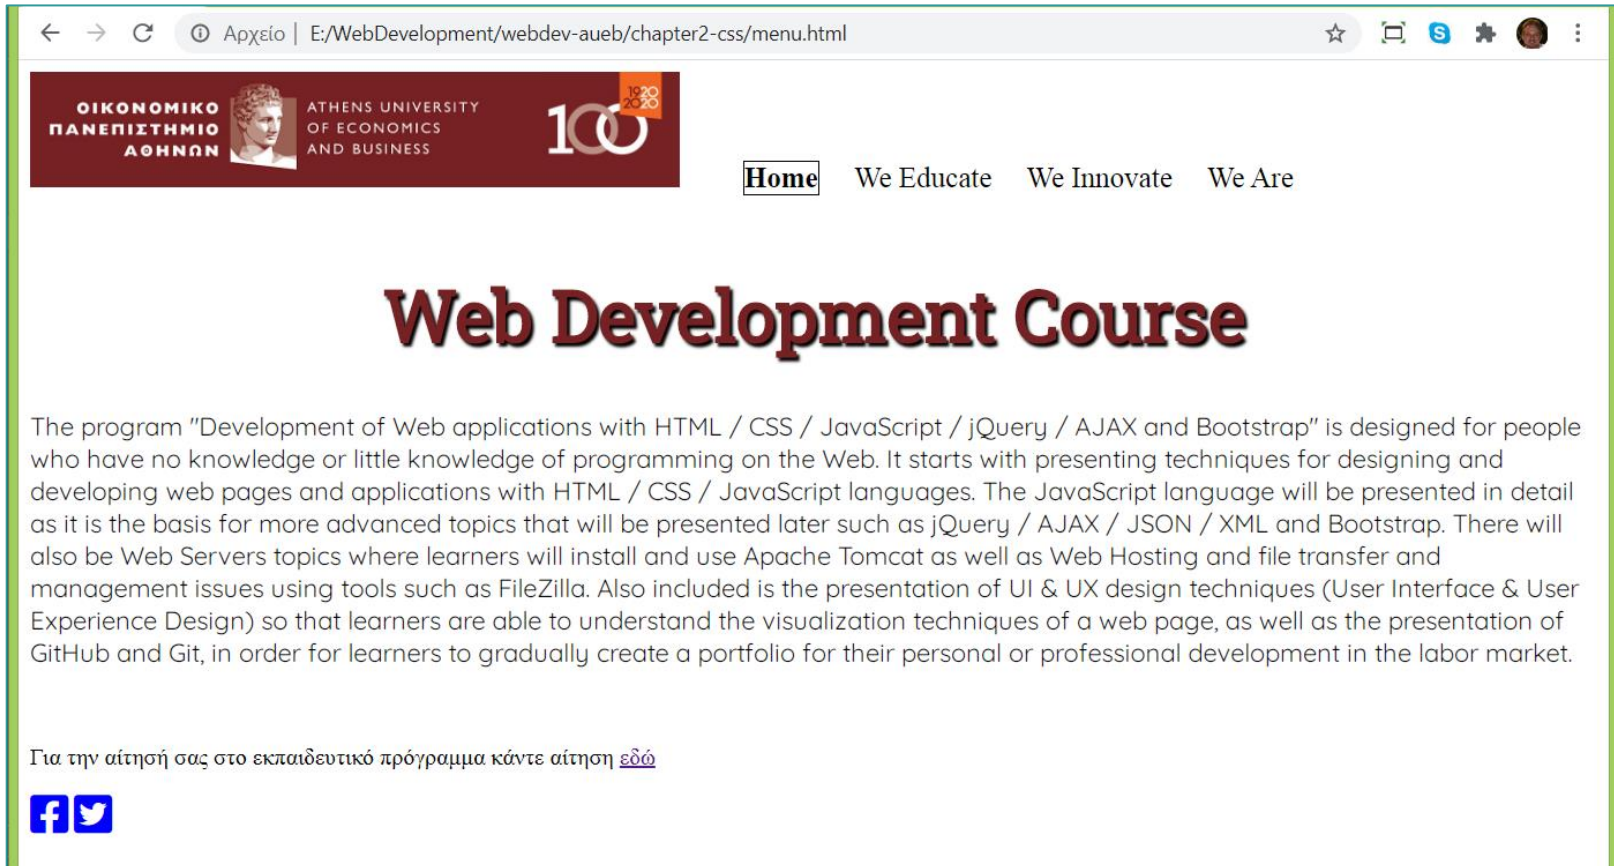 Αρχείο | E:/WebDevelopment/webdev-aueb/chapter2-css/menu.html
ΟΙΚΟΝΟΜΙΚΟ
ΠΑΝΕΠΙΣΤΗΜΙΟ
ΑΘΗΝΩΝ
ATHENS UNIVERSITY
OF ECONOMICS
AND BUSINESS
100
1920
2020
Home We Educate We Innovate We Are
Web Development Course
The program "Development of Web applications with HTML / CSS / JavaScript / jQuery / AJAX and Bootstrap" is designed for people
who have no knowledge or little knowledge of programming on the Web. It starts with presenting techniques for designing and
developing web pages and applications with HTML / CSS / JavaScript languages. The JavaScript language will be presented in detail
as it is the basis for more advanced topics that will be presented later such as jQuery / AJAX / JSON / XML and Bootstrap. There will
also be Web Servers topics where learners will install and use Apache Tomcat as well as Web Hosting and file transfer and
management issues using tools such as FileZilla. Also included is the presentation of UI & UX design techniques (User Interface & User
Experience Design) so that learners are able to understand the visualization techniques of a web page, as well as the presentation of
GitHub and Git, in order for learners to gradually create a portfolio for their personal or professional development in the labor market.
Για την αίτησή σας στο εκπαιδευτικό πρόγραμμα κάντε αίτηση εδώ